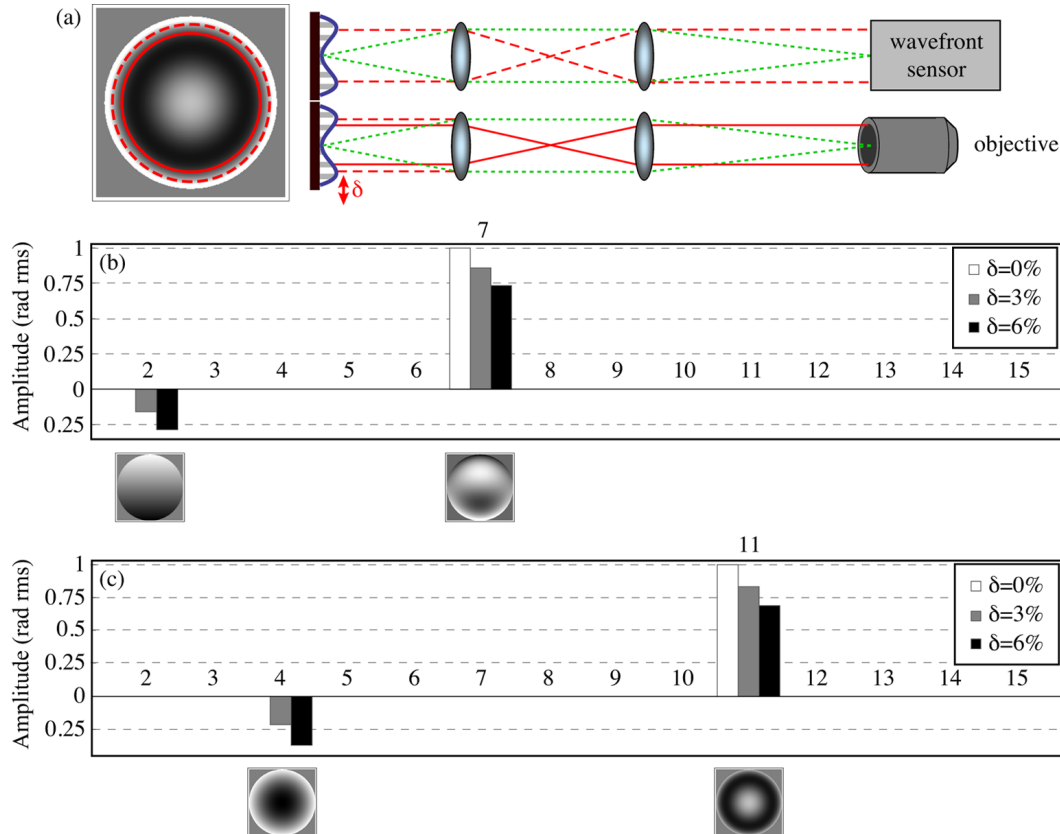 (a)
wavefront
sensor
objective
δ
7
(b)
Amplitude (rad rms)
1
0.75
0.5
0.25
0
0.25
2 3 4 5 6 8 9 10 11 12 13 14 15
δ=0%
δ=3%
δ=6%
11
(c)
Amplitude (rad rms)
1
0.75
0.5
0.25
0
0.25
2 3 4 5 6 7 8 9 10 12 13 14 15
δ=0%
δ=3%
δ=6%